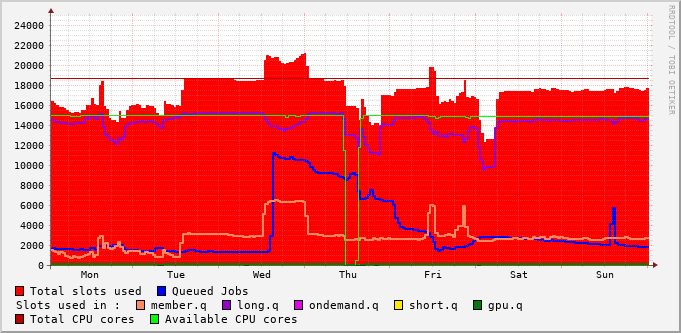 RRDTOOL / TOBI OETIKER
24000
22000
20000
18000
16000
14000
12000
10000
8000
6000
4000
2000
0
Mon Tue Wed Thu Fri Sat Sun
Total slots used Queued Jobs
Slots used in : member.q long.q ondemand.q short.q gpu.q
Total CPU cores Available CPU cores